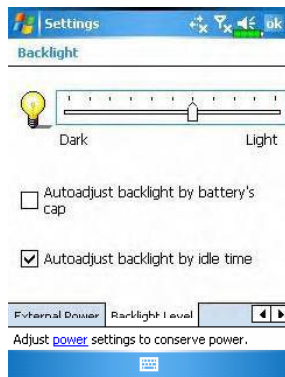 Settings
ok
Backlight
Dark Light
Autoadjust backlight by battery's
cap
Autoadjust backlight by idle time
External Power Backlight Level
Adjust power settings to conserve power.